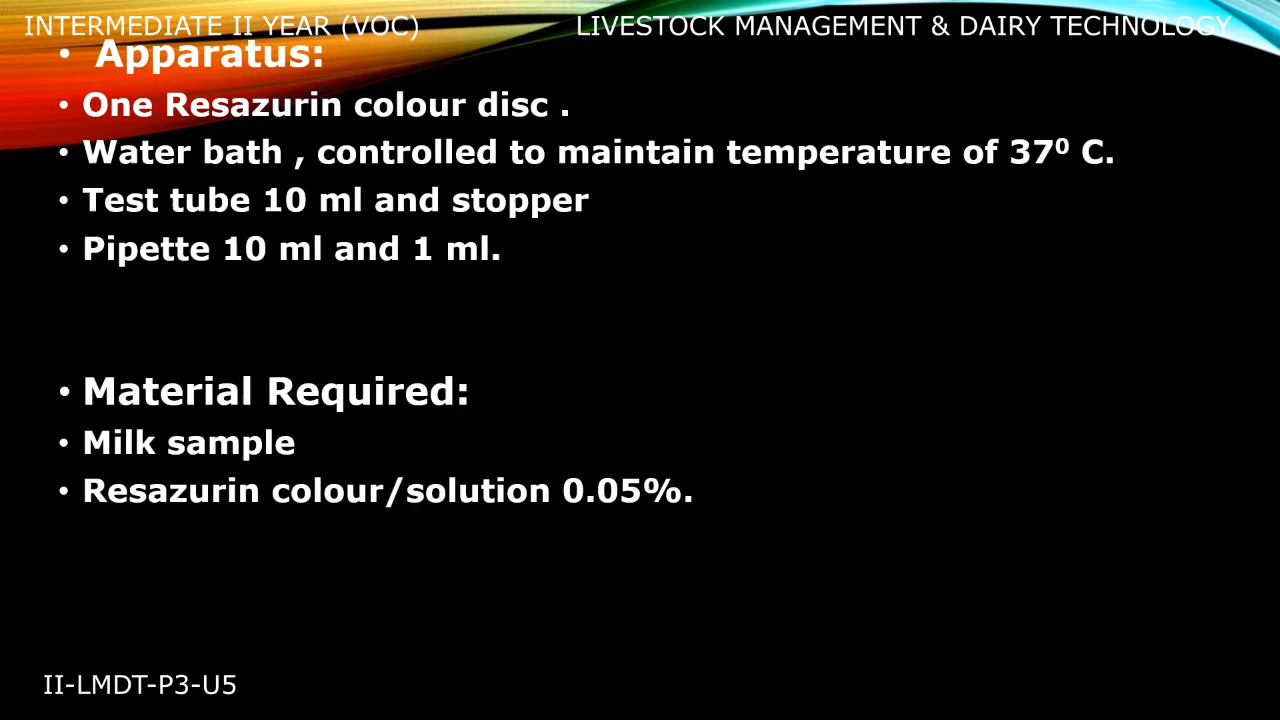 INTERMEDIATE II YEAR (VOC) LIVESTOCK MANAGEMENT & DAIRY TECHNOLOGY
• Apparatus:
• One Resazurin colour disc .
• Water bath , controlled to maintain temperature of 37⁰ C.
• Test tube 10 ml and stopper
• Pipette 10 ml and 1 ml.
• Material Required:
• Milk sample
• Resazurin colour/solution 0.05%.
II-LMDT-P3-U5